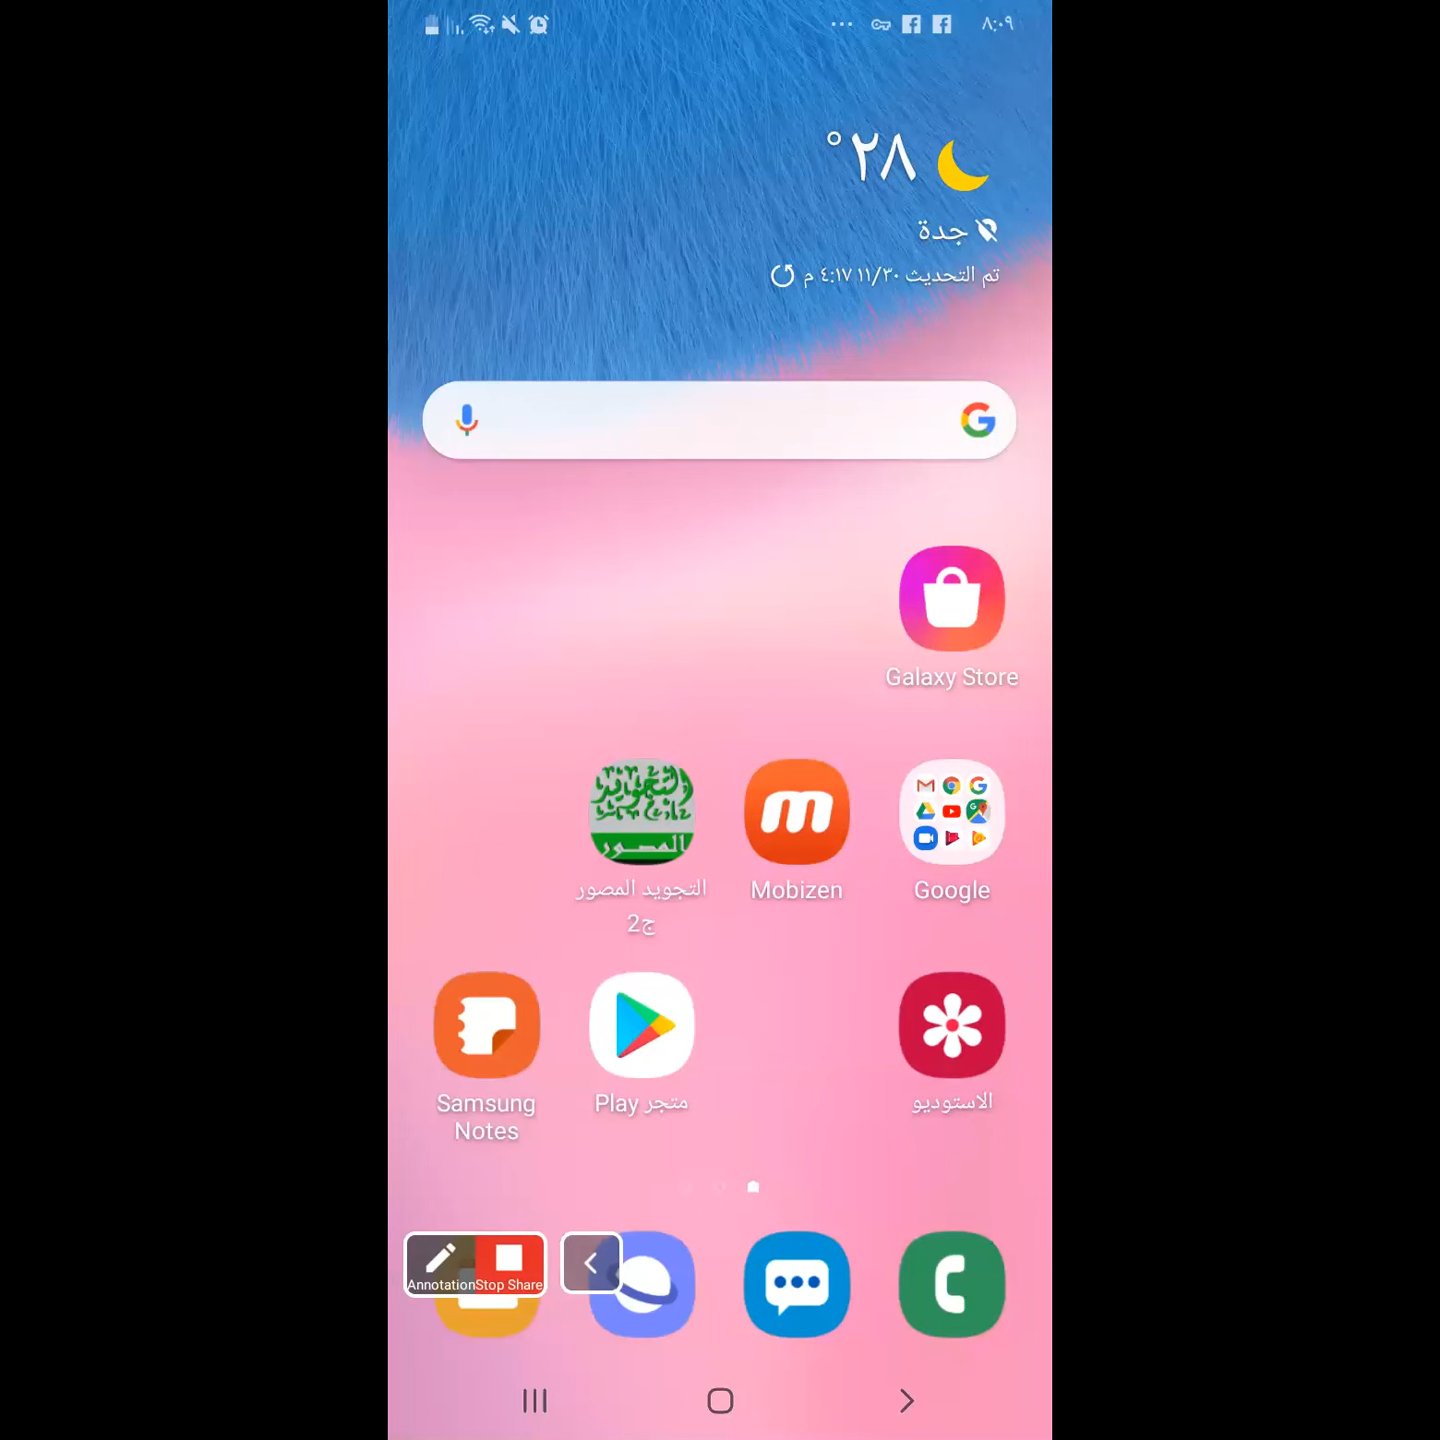 ٨:٠٩
٢٨°
جدة
تم التحديث ١١/٣٠ ٤:١٧ م
Galaxy Store
التجويد المصور
ج2
Mobizen
Google
Samsung
Notes
متجر Play
الاستوديو
Annotation
Stop Share